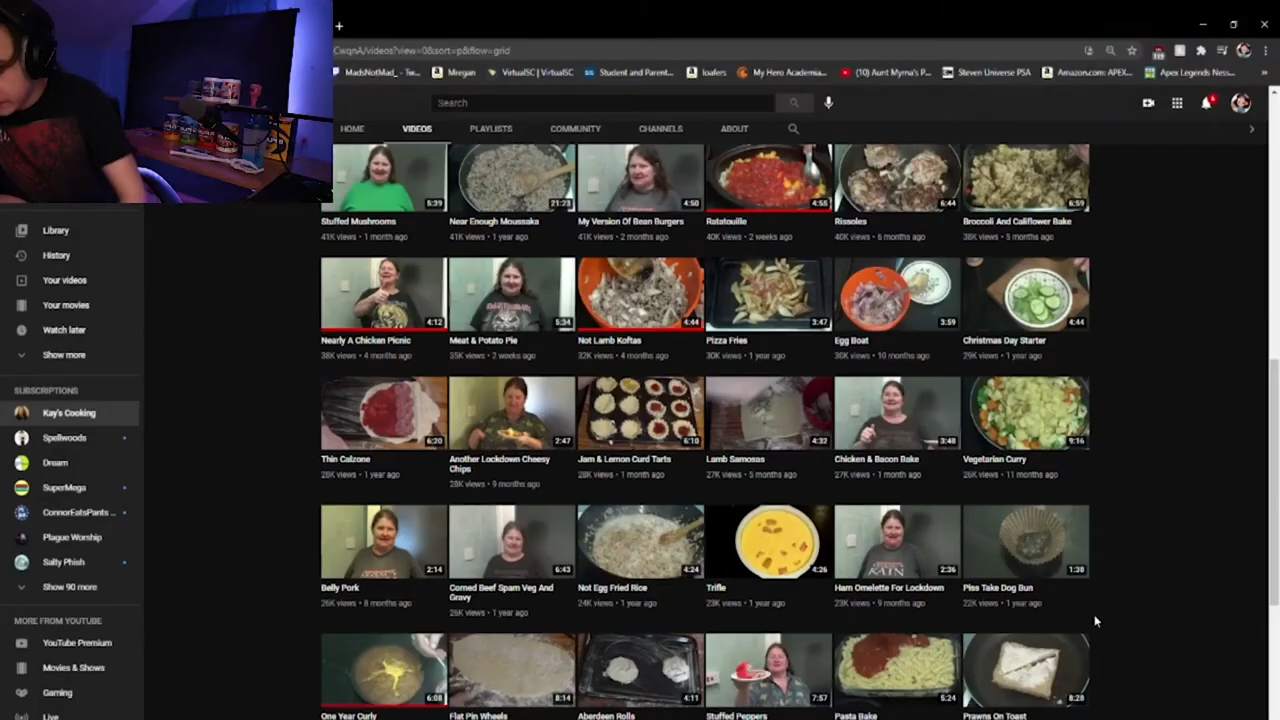 CwqnA/videos?view=0&sort=p&flow=grid
MadsNotMad_ - Tw...
Mregan
VirtualSC | VirtualSC
Student and Parent...
loafers
My Hero Academia...
(10) Aunt Myrna's P...
Steven Universe PSA
Amazon.com: APEX...
Apex Legends Ness...
Search
HOME VIDEOS PLAYLISTS COMMUNITY CHANNELS ABOUT
5:39 21:23 4:50 4:55 6:44 6:59
Stuffed Mushrooms
41K views • 1 month ago
Near Enough Moussaka
41K views • 1 year ago
My Version Of Bean Burgers
41K views • 2 months ago
Ratatouille
40K views • 2 weeks ago
Rissoles
40K views • 6 months ago
Broccoli And Califlower Bake
38K views • 5 months ago
4:12 5:34 4:44 3:47 3:59 4:44
Nearly A Chicken Picnic
38K views • 4 months ago
Meat & Potato Pie
35K views • 2 weeks ago
Not Lamb Koftas
32K views • 4 months ago
Pizza Fries
30K views • 1 year ago
Egg Boat
30K views • 10 months ago
Christmas Day Starter
29K views • 1 year ago
6:20 2:47 6:10 4:32 3:48 9:16
Thin Calzone
28K views • 1 year ago
Another Lockdown Cheesy
Chips
28K views • 9 months ago
Jam & Lemon Curd Tarts
28K views • 1 month ago
Lamb Samosas
27K views • 5 months ago
Chicken & Bacon Bake
27K views • 1 month ago
Vegetarian Curry
26K views • 11 months ago
2:14 6:43 4:24 4:26 2:36 1:38
Belly Pork
26K views • 8 months ago
Corned Beef Spam Veg And
Gravy
26K views • 1 year ago
Not Egg Fried Rice
24K views • 1 year ago
Trifle
23K views • 1 year ago
Ham Omelette For Lockdown
23K views • 9 months ago
Piss Take Dog Bun
22K views • 1 year ago
6:08 8:14 4:11 7:57 5:24 8:28
One Year Curly
Flat Pin Wheels
Aberdeen Rolls
Stuffed Peppers
Pasta Bake
Prawns On Toast
Library
History
Your videos
Your movies
Watch later
Show more
SUBSCRIPTIONS
Kay's Cooking
Spellwoods
Dream
SuperMega
ConnorEatsPants ...
Plague Worship
Salty Phish
Show 90 more
MORE FROM YOUTUBE
YouTube Premium
Movies & Shows
Gaming
Live